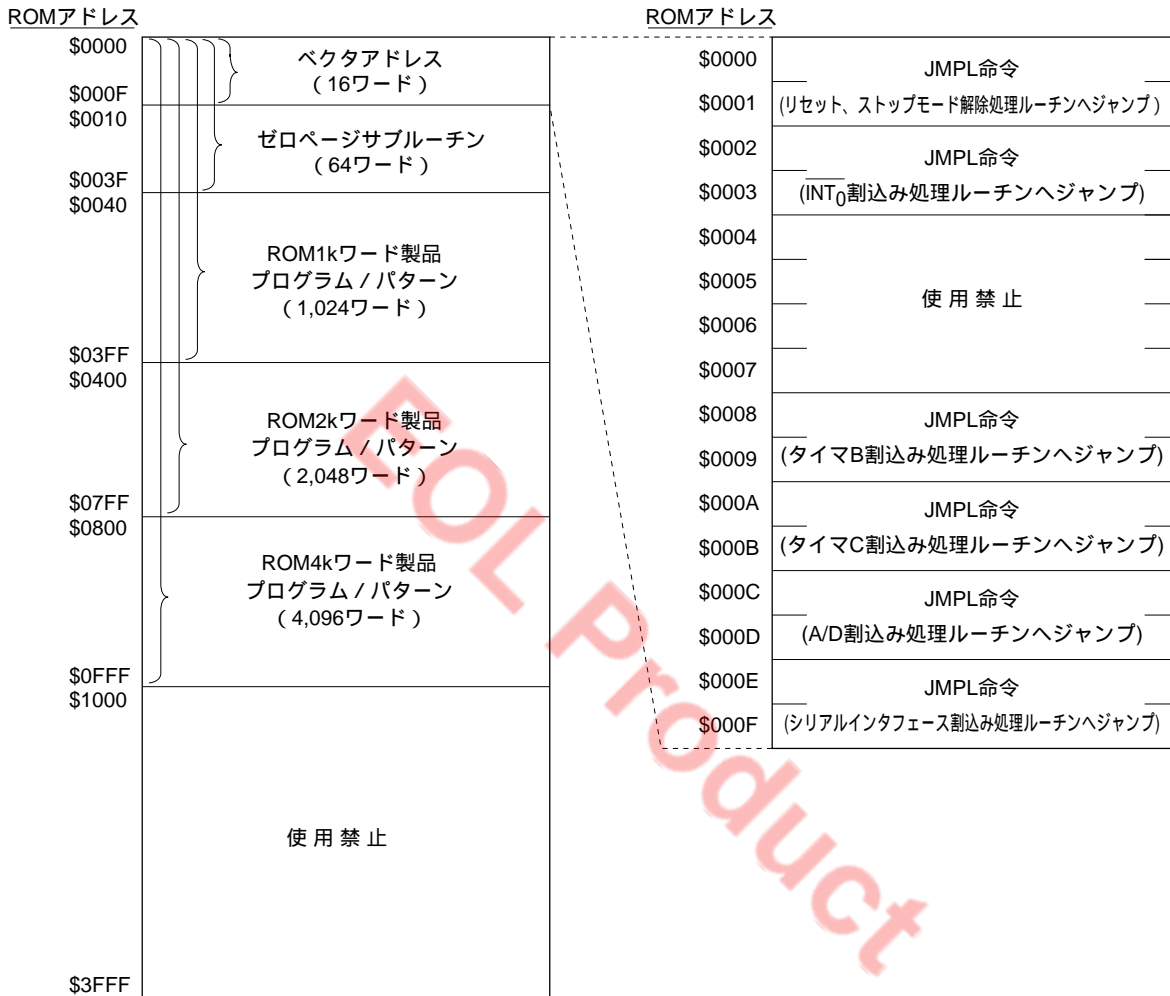 ROMアドレス
$0000
ベクタアドレス
(16ワード)
$000F
$0010
ゼロページサブルーチン
(64ワード)
$003F
$0040
ROM1kワード製品
プログラム/パターン
(1,024ワード)
$03FF
$0400
ROM2kワード製品
プログラム/パターン
(2,048ワード)
$07FF
$0800
ROM4kワード製品
プログラム/パターン
(4,096ワード)
$0FFF
$1000
使用禁止
$3FFF
ROMアドレス
$0000
JMPL命令
$0001
(リセット、ストップモード解除処理ルーチンへジャンプ)
$0002
JMPL命令
$0003
(INT0割込み処理ルーチンへジャンプ)
$0004
$0005
使用禁止
$0006
$0007
$0008
JMPL命令
$0009
(タイマB割込み処理ルーチンへジャンプ)
$000A
JMPL命令
$000B
(タイマC割込み処理ルーチンへジャンプ)
$000C
JMPL命令
$000D
(A/D割込み処理ルーチンへジャンプ)
$000E
JMPL命令
$000F
(シリアルインタフェース割込み処理ルーチンへジャンプ)
EOL Product